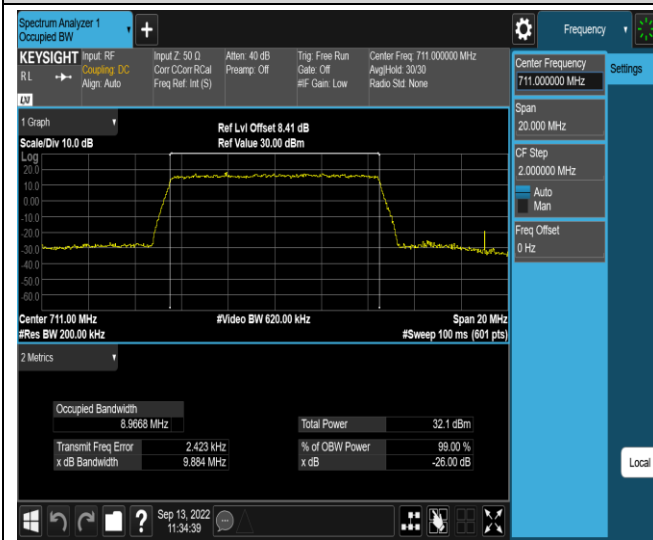 Spectrum Analyzer 1
Occupied BW
+
Frequency
KEYSIGHT
Input: RF
Coupling: DC
Align: Auto
Input Z: 50 Ω
Corr CCorr RCal
Freq Ref: Int (S)
Atten: 40 dB
Preamp: Off
Trig: Free Run
Gate: Off
#IF Gain: Low
Center Freq: 711.000000 MHz
Avg|Hold: 30/30
Radio Std: None
RL
LXI
Center Frequency
711.000000 MHz
Settings
Span
20.000 MHz
CF Step
2.000000 MHz
Auto
Man
Freq Offset
0 Hz
1 Graph
Scale/Div 10.0 dB
Ref Lvl Offset 8.41 dB
Ref Value 30.00 dBm
Log
20.0
10.0
0.00
-10.0
-20.0
-30.0
-40.0
-50.0
-60.0
Center 711.00 MHz
#Res BW 200.00 kHz
#Video BW 620.00 kHz
Span 20 MHz
#Sweep 100 ms (601 pts)
2 Metrics
Occupied Bandwidth
8.9668 MHz
Transmit Freq Error 2.423 kHz
x dB Bandwidth 9.884 MHz
Total Power 32.1 dBm
% of OBW Power 99.00 %
x dB -26.00 dB
Local
?
Sep 13, 2022
11:34:39